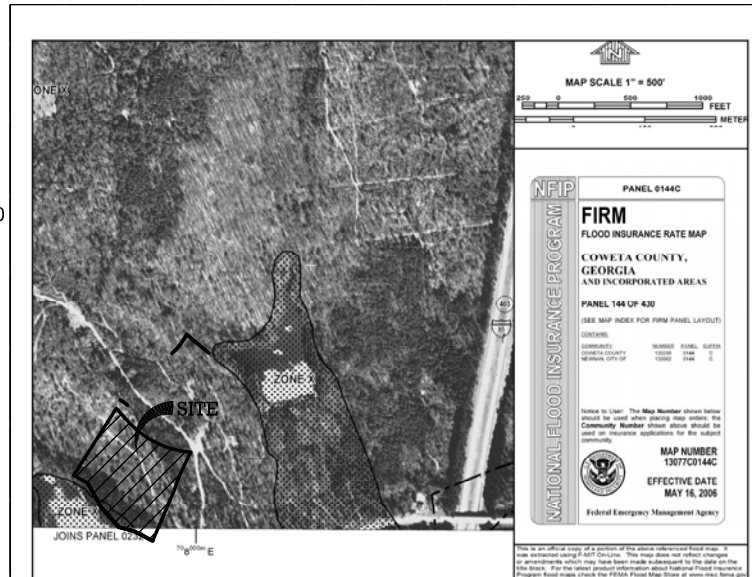 MAP SCALE 1" = 500'
250 0 500 1000
FEET
METER
ONE X
NFIP
NATIONAL FLOOD INSURANCE PROGRAM
PANEL 0144C
FIRM
FLOOD INSURANCE RATE MAP
COWETA COUNTY,
GEORGIA
AND INCORPORATED AREAS
PANEL 144 OF 430
(SEE MAP INDEX FOR FIRM PANEL LAYOUT)
CONTAINS:
COMMUNITY NUMBER PANEL SUFFIX
COWETA COUNTY 130298 0144 C
NEWNAN, CITY OF 130062 0144 C
Notice to User: The Map Number shown below
should be used when placing map orders; the
Community Number shown above should be
used on insurance applications for the subject
community.
MAP NUMBER
13077C0144C
EFFECTIVE DATE
MAY 16, 2006
Federal Emergency Management Agency
403
85
ZONE X
SITE
ZONE X
JOINS PANEL 0232
708000m E
This is an official copy of a portion of the above referenced flood map. It
was extracted using F-MIT On-Line. This map does not reflect changes
or amendments which may have been made subsequent to the date on the
title block. For the latest product information about National Flood Insurance
Program flood maps check the FEMA Flood Map Store at www.msc.fema.gov